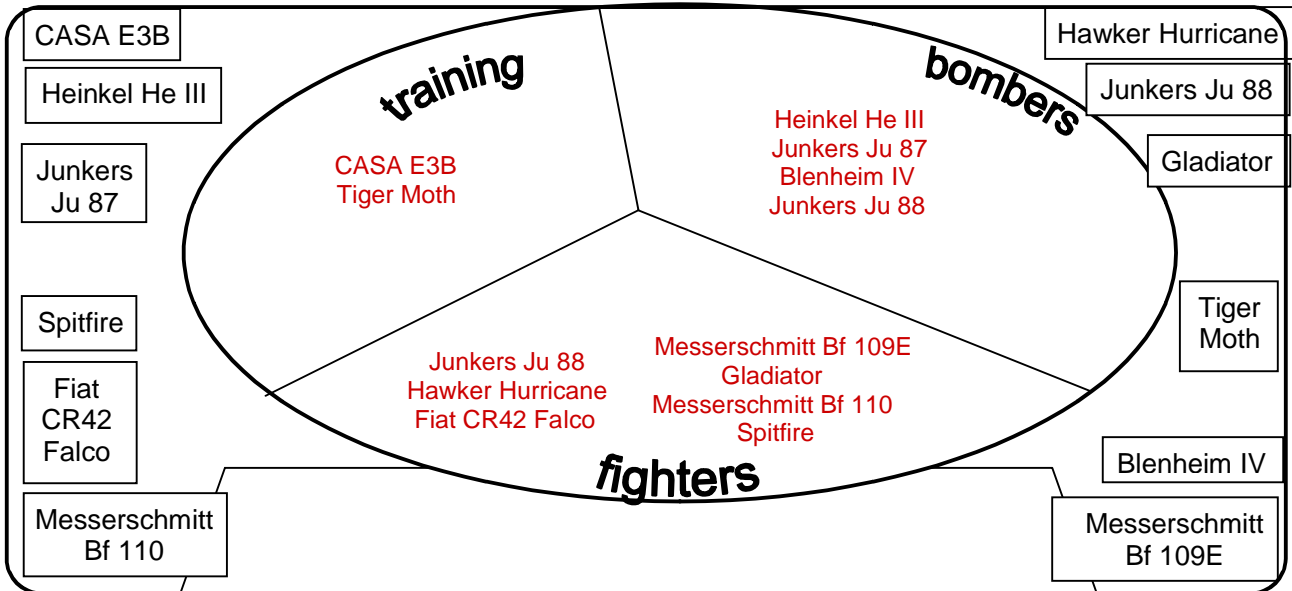 CASA E3B
Heinkel He III
Junkers
Ju 87
Spitfire
Fiat
CR42
Falco
Messerschmitt
Bf 110
training
CASA E3B
Tiger Moth
bombers
Heinkel He III
Junkers Ju 87
Blenheim IV
Junkers Ju 88
Junkers Ju 88
Hawker Hurricane
Fiat CR42 Falco
Messerschmitt Bf 109E
Gladiator
Messerschmitt Bf 110
Spitfire
fighters
Hawker Hurricane
Junkers Ju 88
Gladiator
Tiger
Moth
Blenheim IV
Messerschmitt
Bf 109E